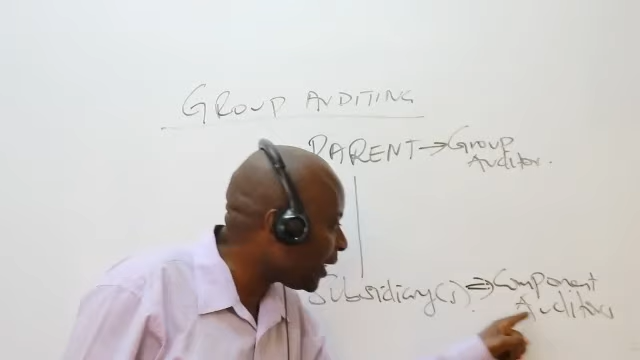 GROUP AUDITING
PARENT → Group
Auditor.
Subsidiary(s) ⇒ Component
Auditors